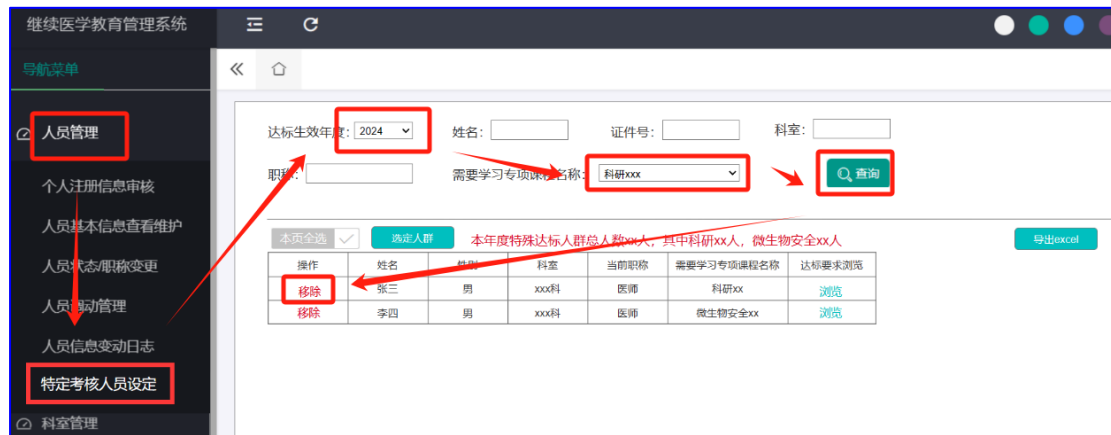 继续医学教育管理系统
导航菜单
人员管理
个人注册信息审核
人员基本信息查看维护
人员状态/职称变更
人员调动管理
人员信息变动日志
特定考核人员设定
科室管理
达标生效年度: 2024 姓名: 证件号: 科室:
职称: 需要学习专项课程名称: 科研xxx 查询
本页全选 选定人群 本年度特殊达标人群总人数xx人，其中科研xx人，微生物安全xx人 导出excel
操作 姓名 性别 科室 当前职称 需要学习专项课程名称 达标要求浏览
移除 张三 男 xxx科 医师 科研xx 浏览
移除 李四 男 xxx科 医师 微生物安全xx 浏览